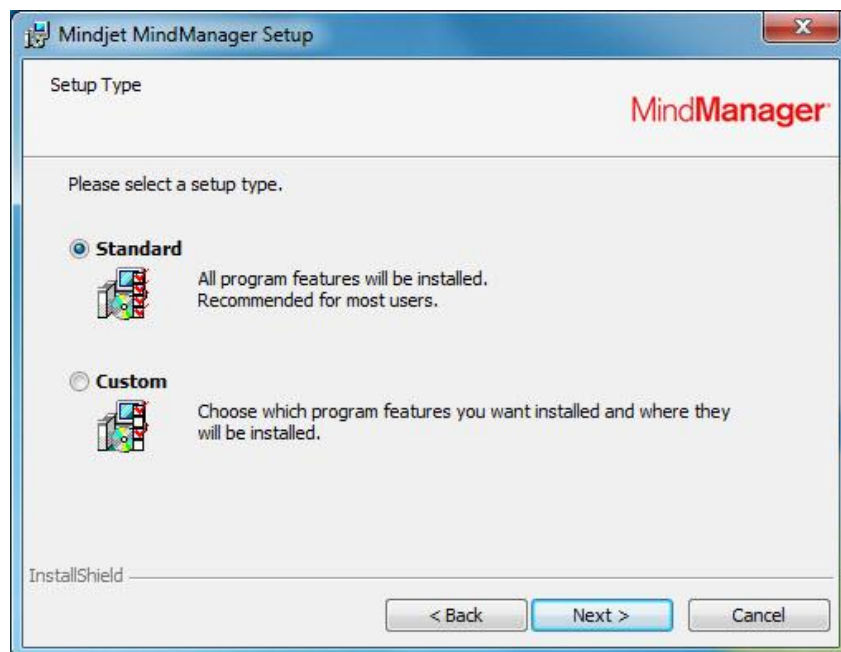 Mindjet MindManager Setup
Setup Type
MindManager
Please select a setup type.
Standard
All program features will be installed.
Recommended for most users.
Custom
Choose which program features you want installed and where they
will be installed.
InstallShield
< Back
Next >
Cancel